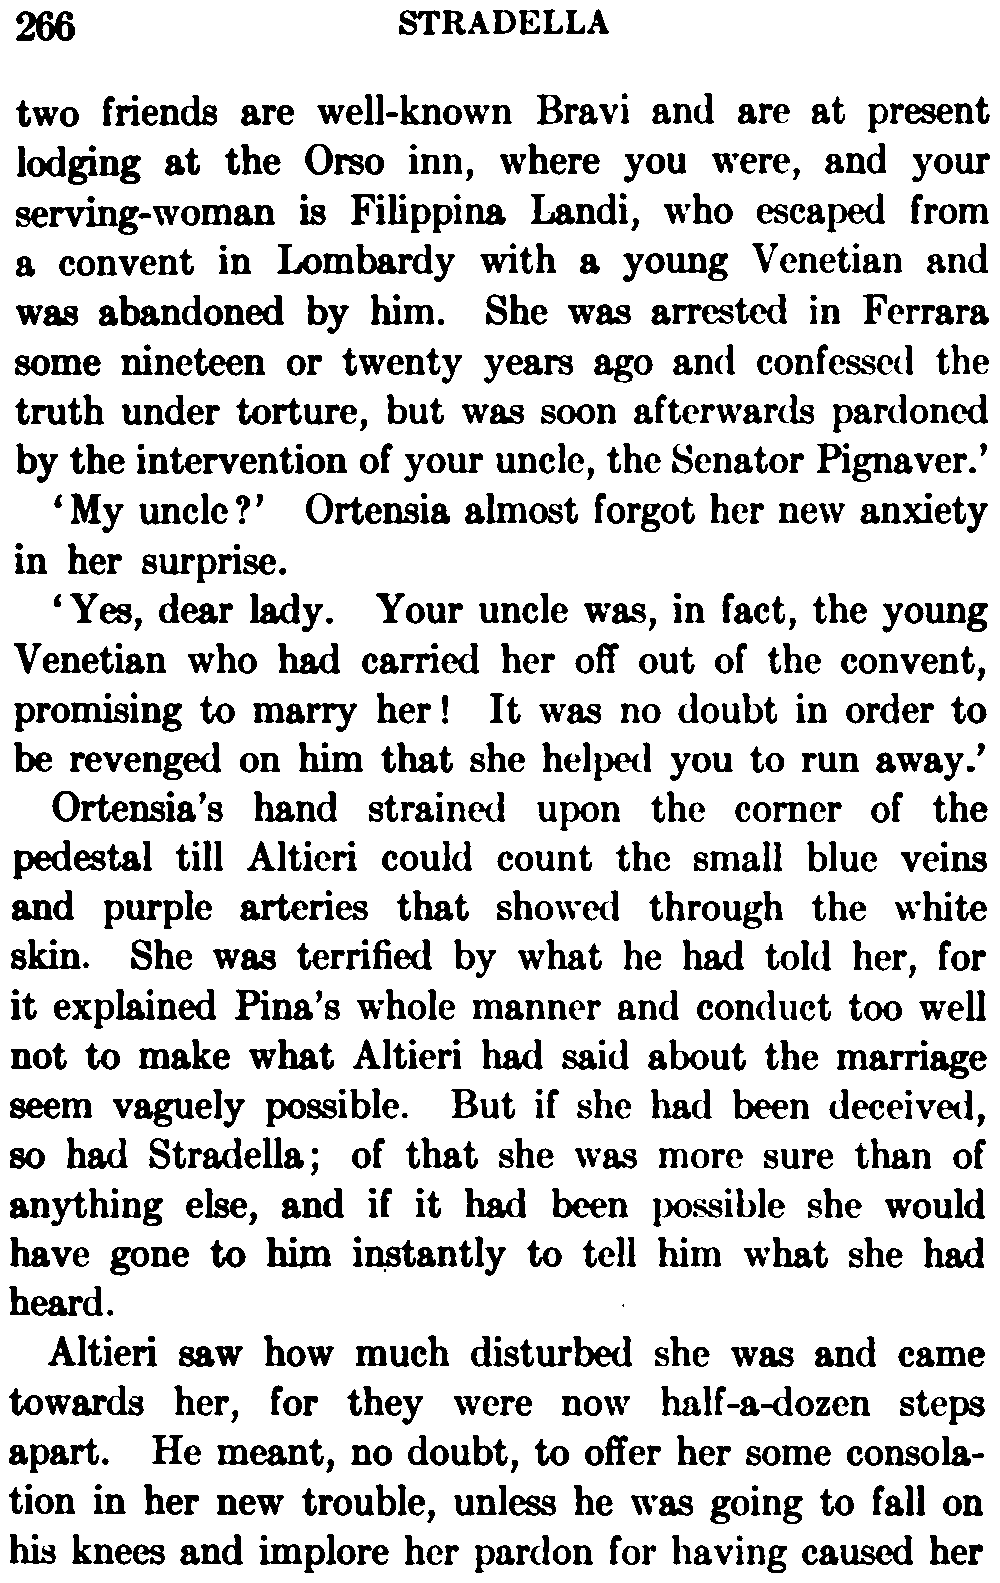 266 STRADELLA
two friends are well-known Bravi and are at present
lodging at the Orso inn, where you were, and your
serving-woman is Filippina Landi, who escaped from
a convent in Lombardy with a young Venetian and
was abandoned by him. She was arrested in Ferrara
some nineteen or twenty years ago and confessed the
truth under torture, but was soon afterwards pardoned
by the intervention of your uncle, the Senator Pignaver.’
‘My uncle?’ Ortensia almost forgot her new anxiety
in her surprise.
‘Yes, dear lady. Your uncle was, in fact, the young
Venetian who had carried her off out of the convent,
promising to marry her! It was no doubt in order to
be revenged on him that she helped you to run away.’
Ortensia’s hand strained upon the corner of the
pedestal till Altieri could count the small blue veins
and purple arteries that showed through the white
skin. She was terrified by what he had told her, for
it explained Pina’s whole manner and conduct too well
not to make what Altieri had said about the marriage
seem vaguely possible. But if she had been deceived,
so had Stradella; of that she was more sure than of
anything else, and if it had been possible she would
have gone to him instantly to tell him what she had
heard.
Altieri saw how much disturbed she was and came
towards her, for they were now half-a-dozen steps
apart. He meant, no doubt, to offer her some consola-
tion in her new trouble, unless he was going to fall on
his knees and implore her pardon for having caused her